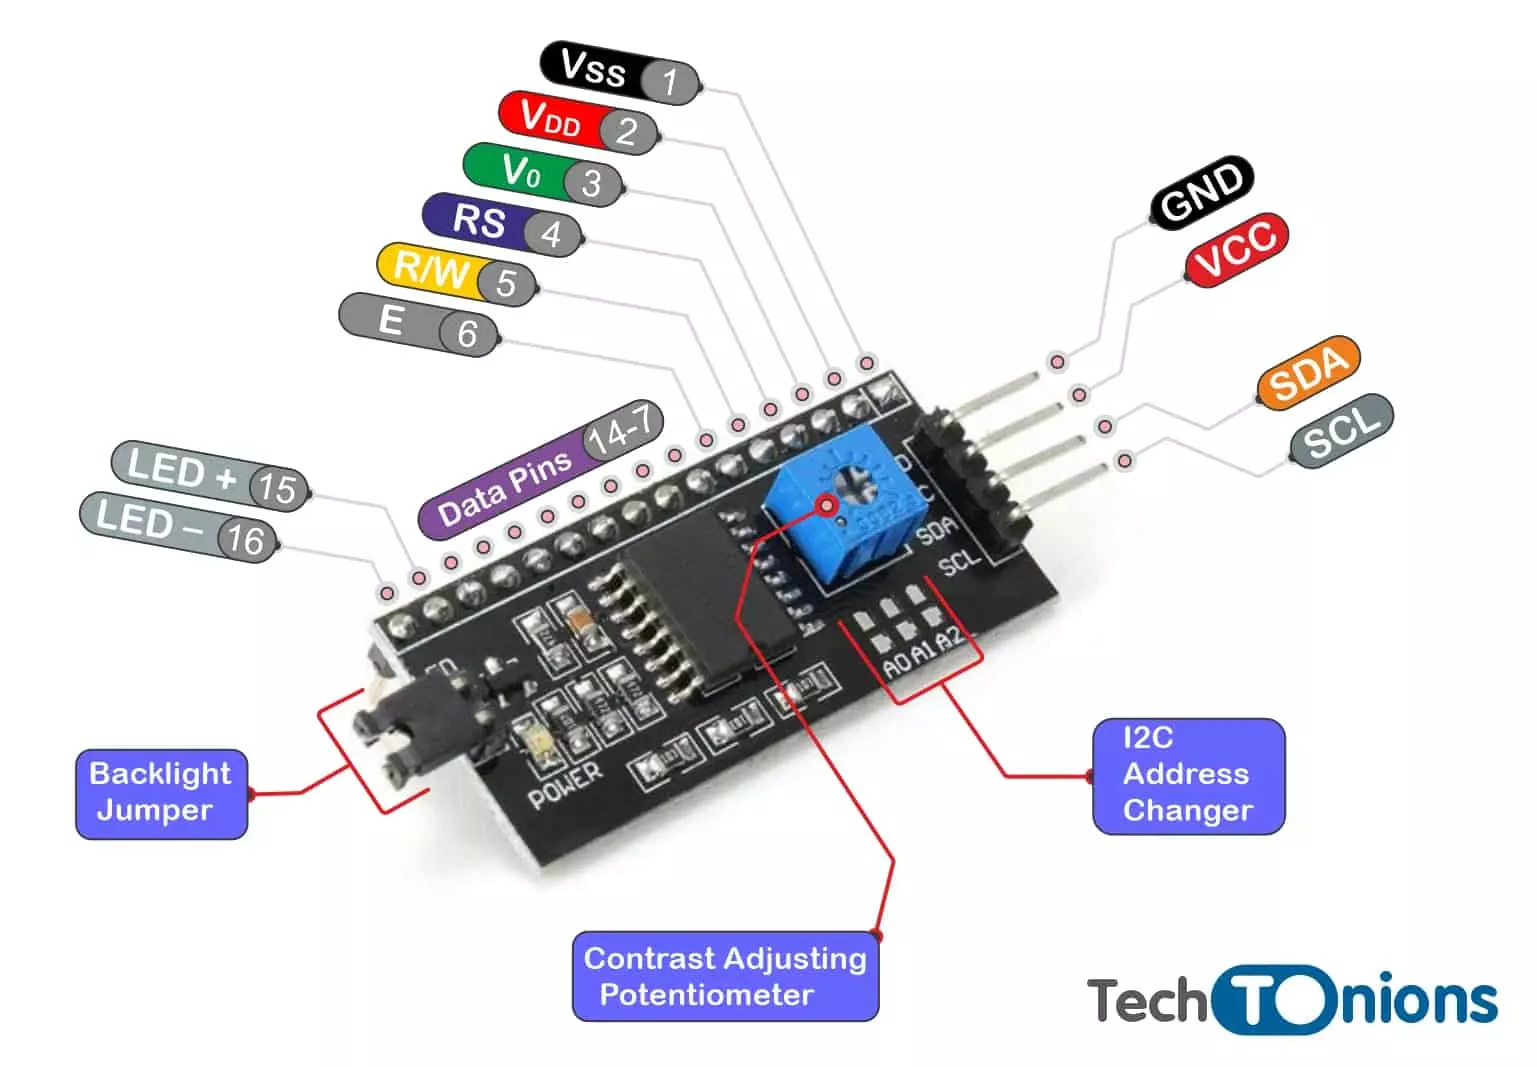 VSS 1
VDD 2
V0 3
RS 4
R/W 5
E 6
Data Pins 14-7
LED + 15
LED − 16
GND
VCC
SDA
SCL
C
SDA
SCL
A0 A1 A2
POWER
Backlight
Jumper
I2C
Address
Changer
Contrast Adjusting
Potentiometer
TechTOnions